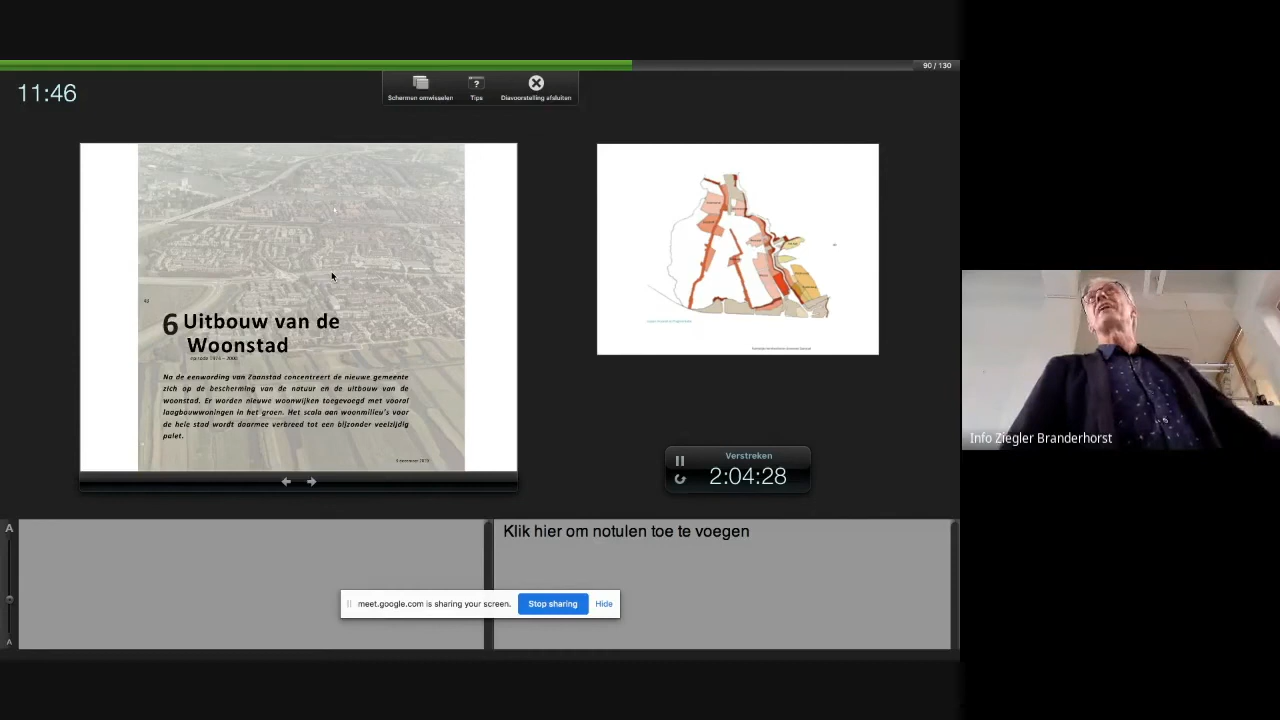 90 / 130
11:46
Schermen omwisselen
Tips
Diavoorstelling afsluiten
6 Uitbouw van de
Woonstad
periode 1974 – 2000
Na de eenwording van Zaanstad concentreert de nieuwe gemeente
zich op de bescherming van de natuur en de uitbouw van de
woonstad. Er worden nieuwe woonwijken toegevoegd met vooral
laagbouwwoningen in het groen. Het scala aan woonmilieu's voor
de hele stad wordt daarmee verbreed tot een bijzonder veelzijdig
palet.
Verstreken
2:04:28
Info Ziegler Branderhorst
A
Klik hier om notulen toe te voegen
meet.google.com is sharing your screen.
Stop sharing
Hide
A